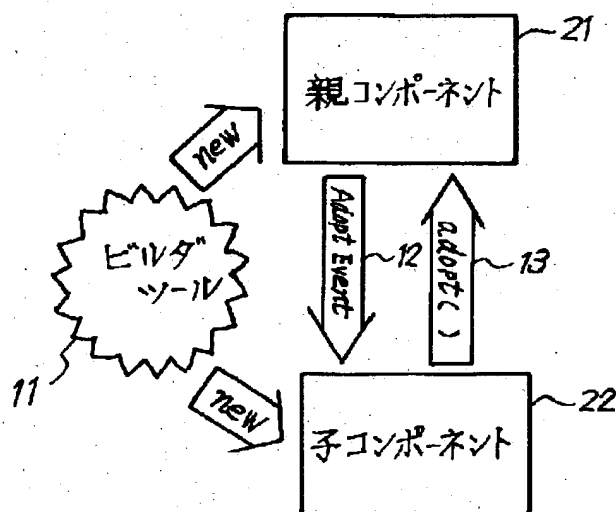 21
親コンポーネント
new
ビルダ
ツール
Adopt Event
12
adopt( )
13
11
new
子コンポーネント
22